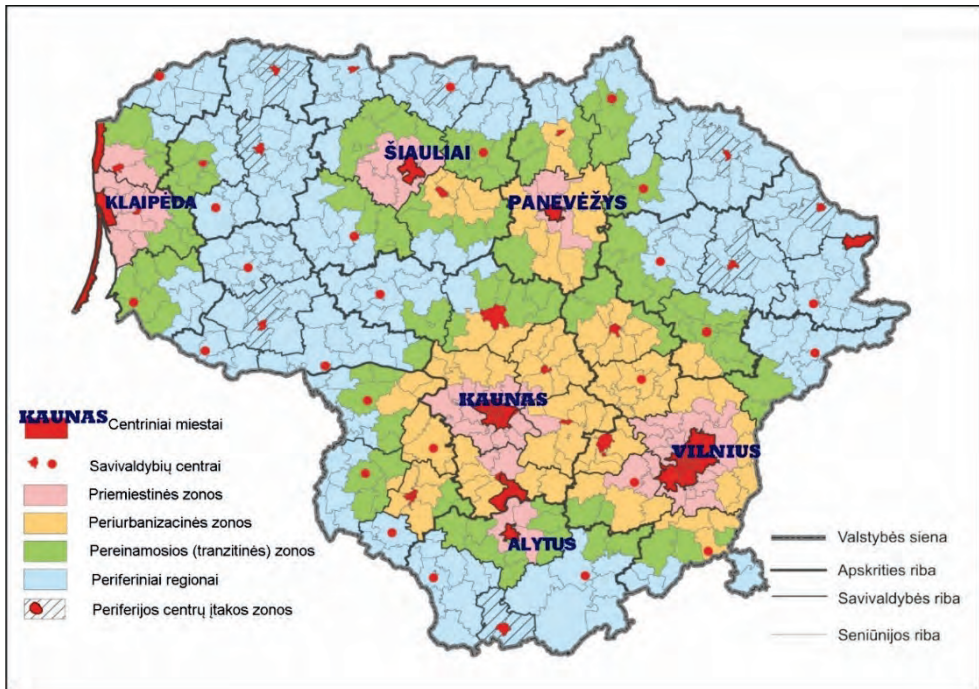 ŠIAULIAI
KLAIPĖDA
PANEVĖŽYS
KAUNAS
VILNIUS
ALYTUS
KAUNAS Centriniai miestai
Savivaldybių centrai
Priemiestinės zonos
Periurbanizacinės zonos
Pereinamosios (tranzitinės) zonos
Periferiniai regionai
Periferijos centrų įtakos zonos
Valstybės siena
Apskrities riba
Savivaldybės riba
Seniūnijos riba